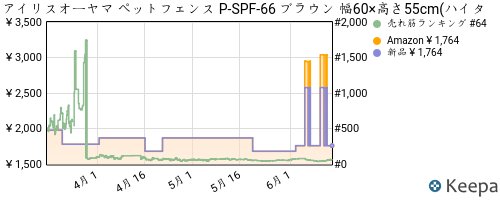 アイリスオーヤマ ペットフェンス P-SPF-66 ブラウン 幅60×高さ55cm(ハイタ
¥ 3,500
¥ 3,000
¥ 2,500
¥ 2,000
¥ 1,500
#2,000
#1,500
#1,000
#500
#0
売れ筋ランキング #64
Amazon ¥ 1,764
新品 ¥ 1,764
4月 1
4月 16
5月 1
5月 16
6月 1
Keepa